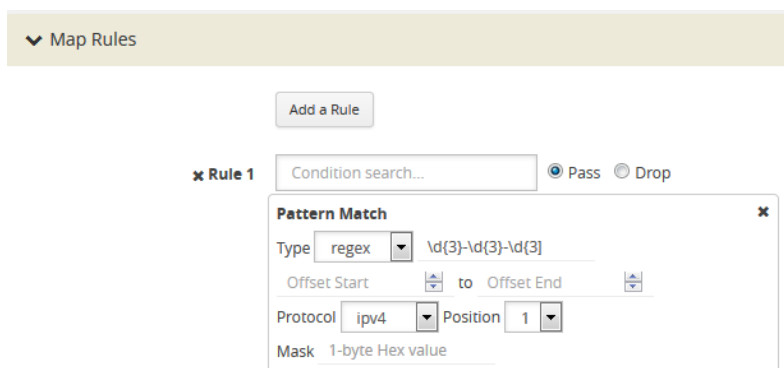 Map Rules
Add a Rule
Rule 1 Condition search... Pass Drop
Pattern Match
Type regex \d{3}-\d{3}-\d{3]
Offset Start to Offset End
Protocol ipv4 Position 1
Mask 1-byte Hex value